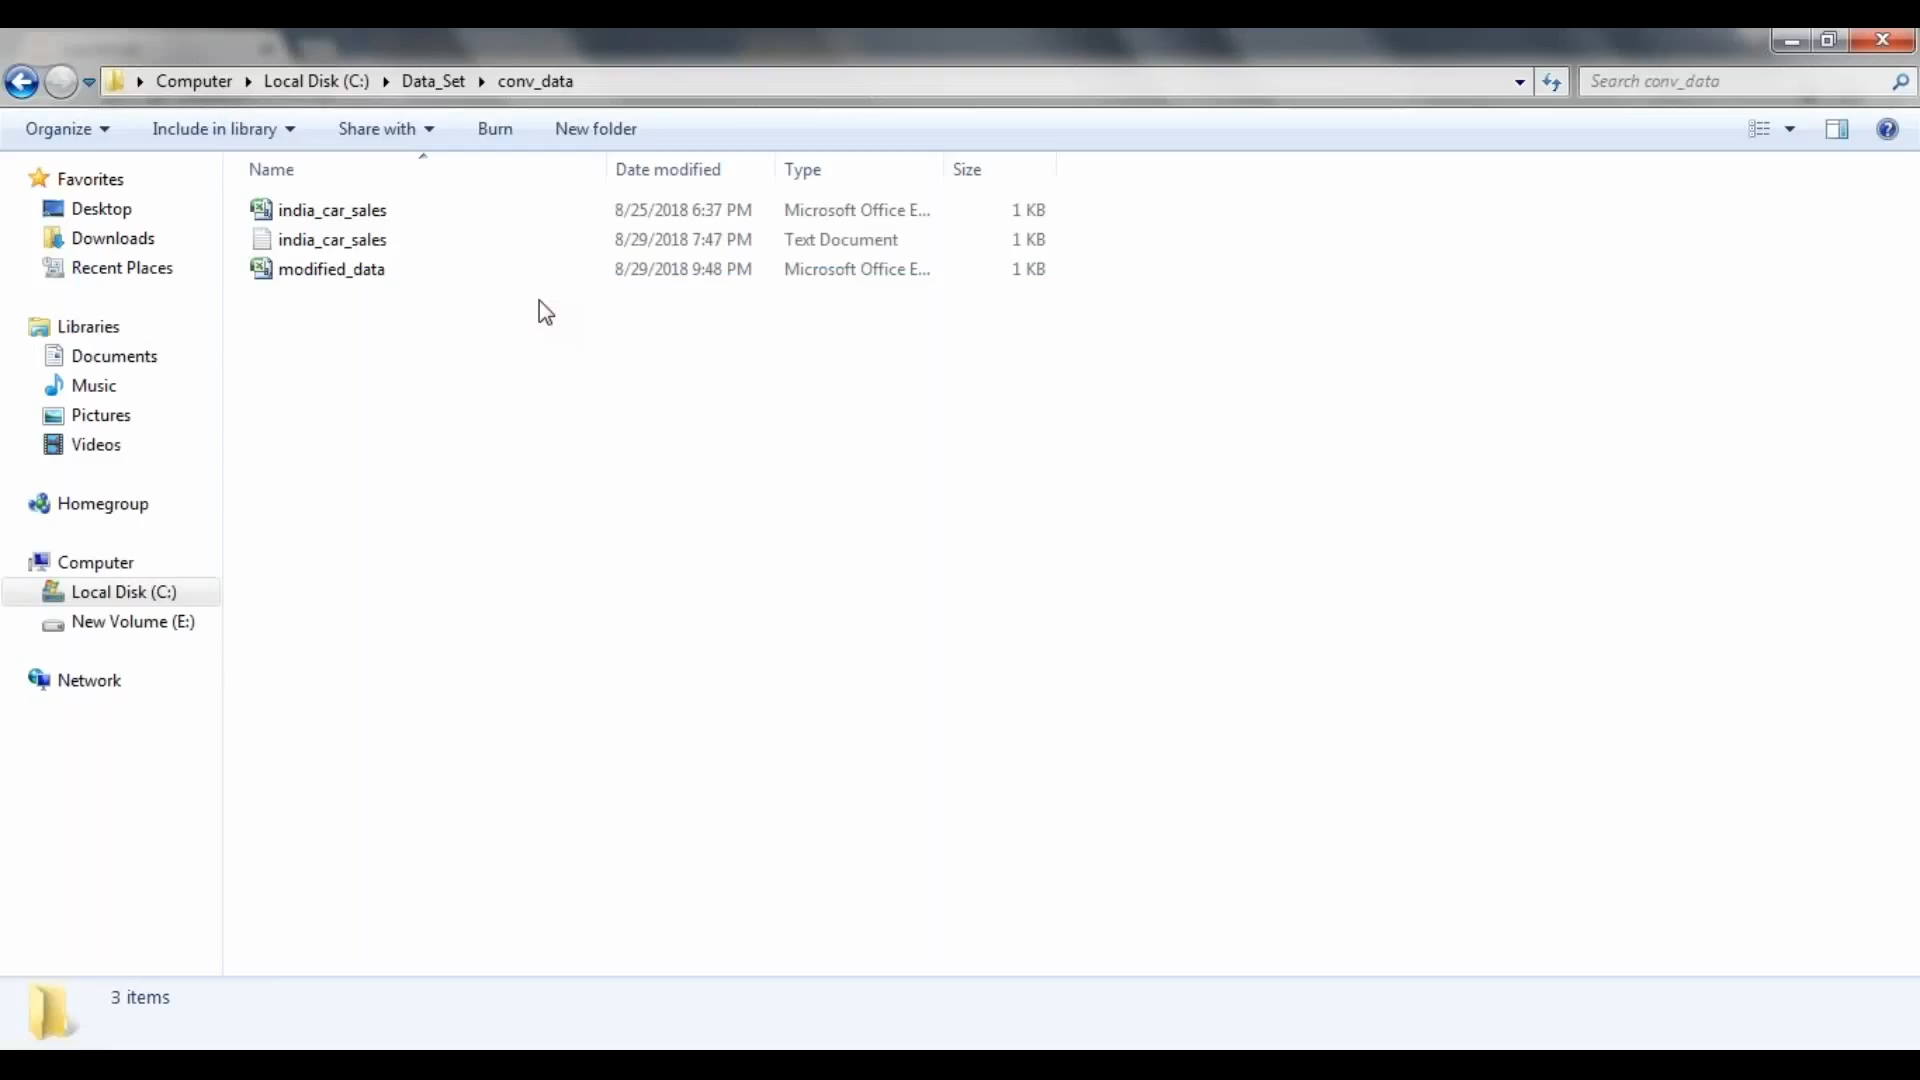 Computer Local Disk (C:) Data_Set conv_data
Search conv_data
Organize Include in library Share with Burn New folder
Name Date modified Type Size
india_car_sales 8/25/2018 6:37 PM Microsoft Office E... 1 KB
india_car_sales 8/29/2018 7:47 PM Text Document 1 KB
modified_data 8/29/2018 9:48 PM Microsoft Office E... 1 KB
Favorites
Desktop
Downloads
Recent Places
Libraries
Documents
Music
Pictures
Videos
Homegroup
Computer
Local Disk (C:)
New Volume (E:)
Network
3 items